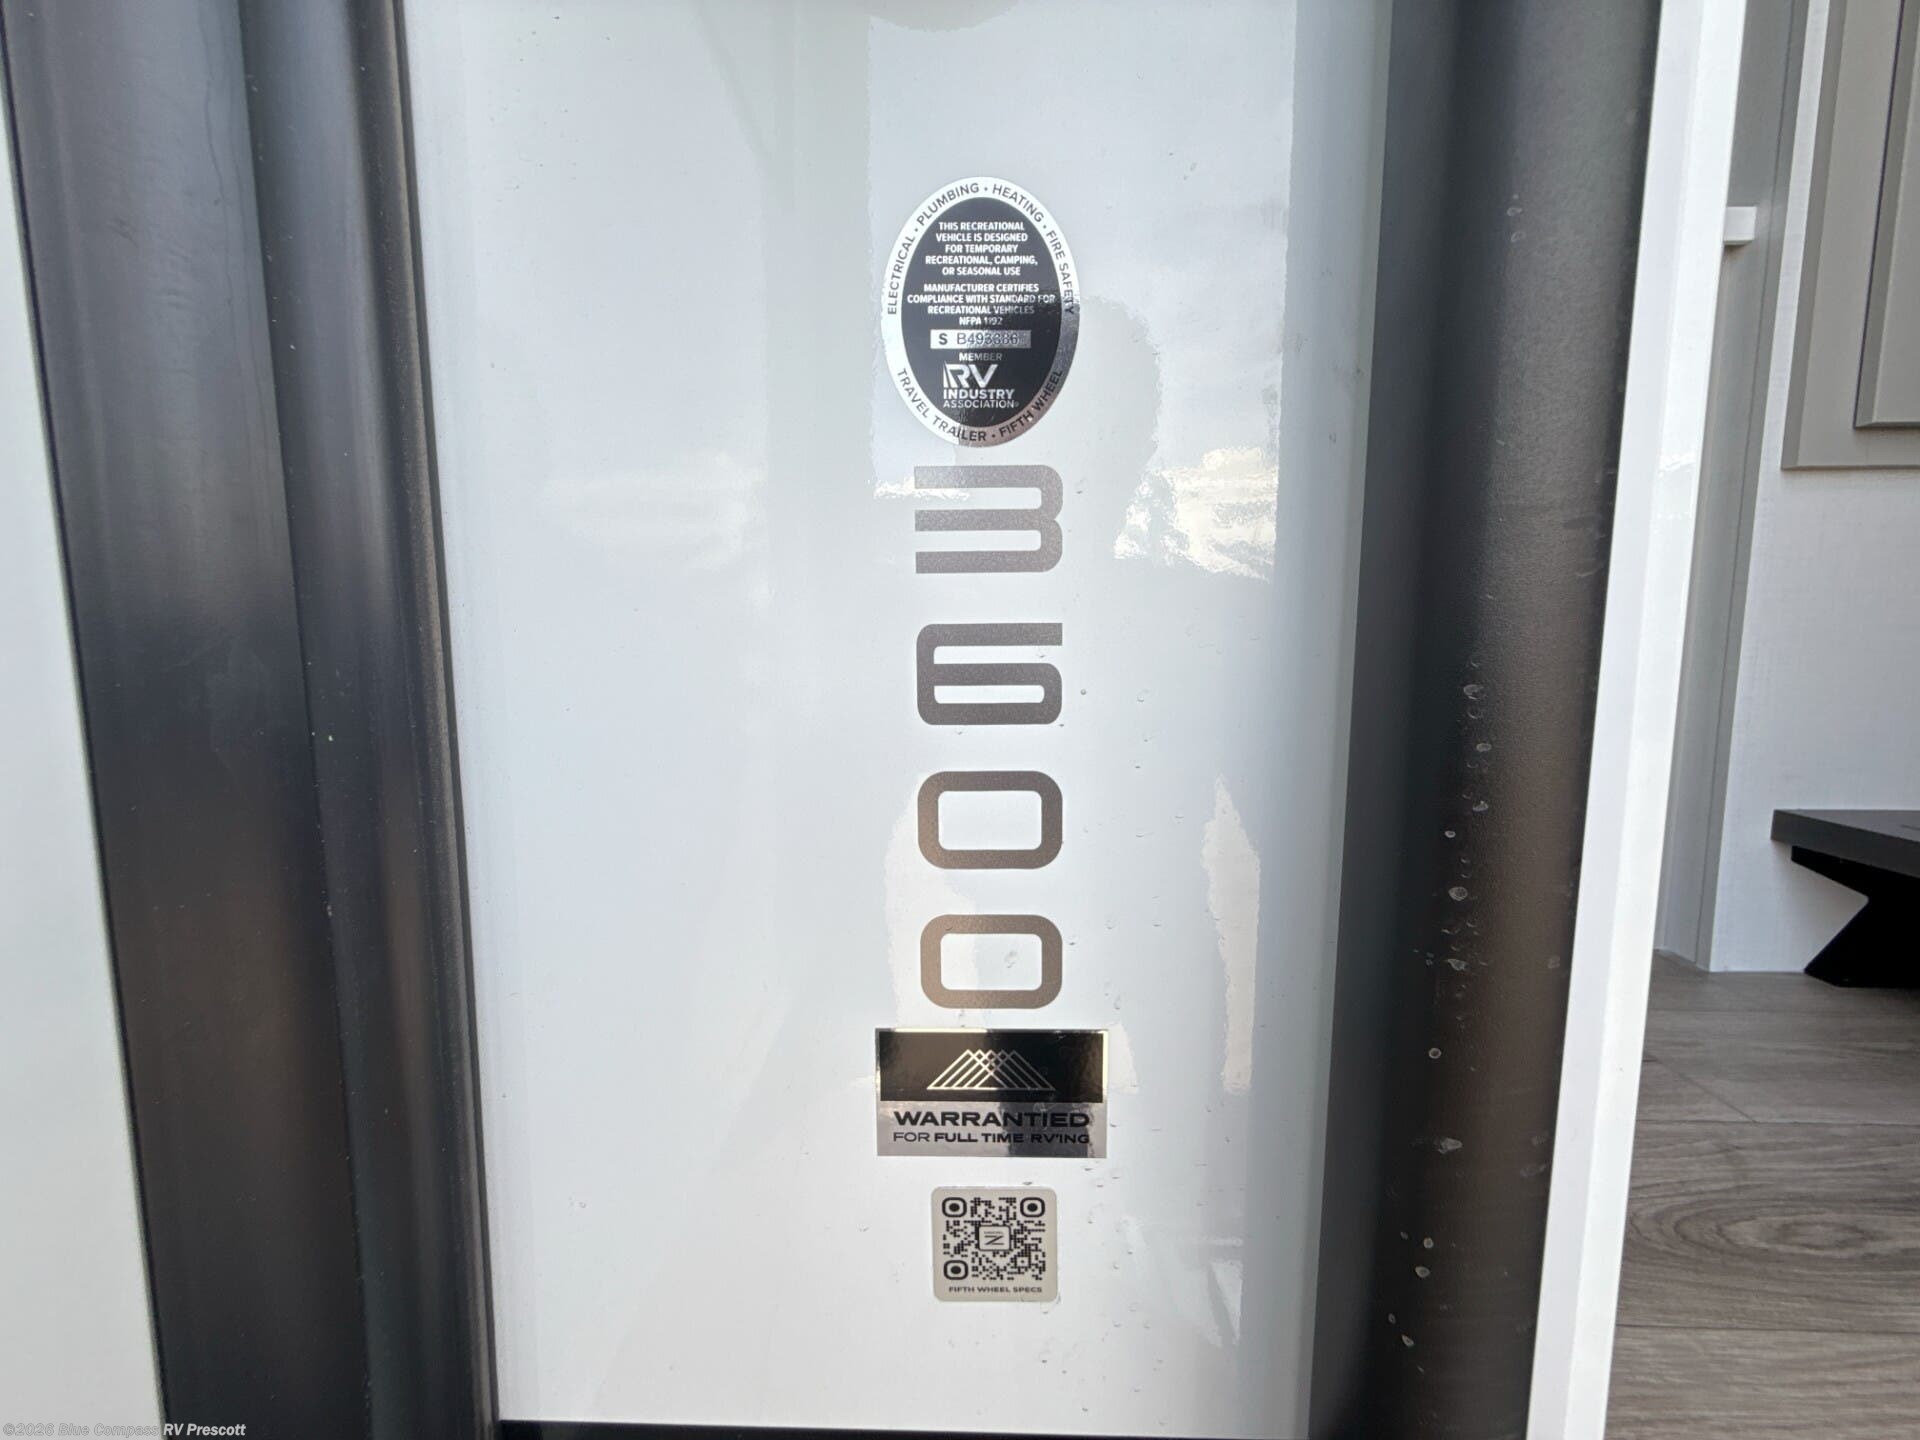 ELECTRICAL • PLUMBING • HEATING • FIRE SAFETY
THIS RECREATIONAL
VEHICLE IS DESIGNED
FOR TEMPORARY
RECREATIONAL, CAMPING,
OR SEASONAL USE
MANUFACTURER CERTIFIES
COMPLIANCE WITH STANDARD FOR
RECREATIONAL VEHICLES
NFPA 1192
S B493386
MEMBER
RV
INDUSTRY
ASSOCIATION
TRAVEL TRAILER • FIFTH WHEEL
3600
WARRANTIED
FOR FULL TIME RV'ING
FIFTH WHEEL SPECS
©2026 Blue Compass RV Prescott